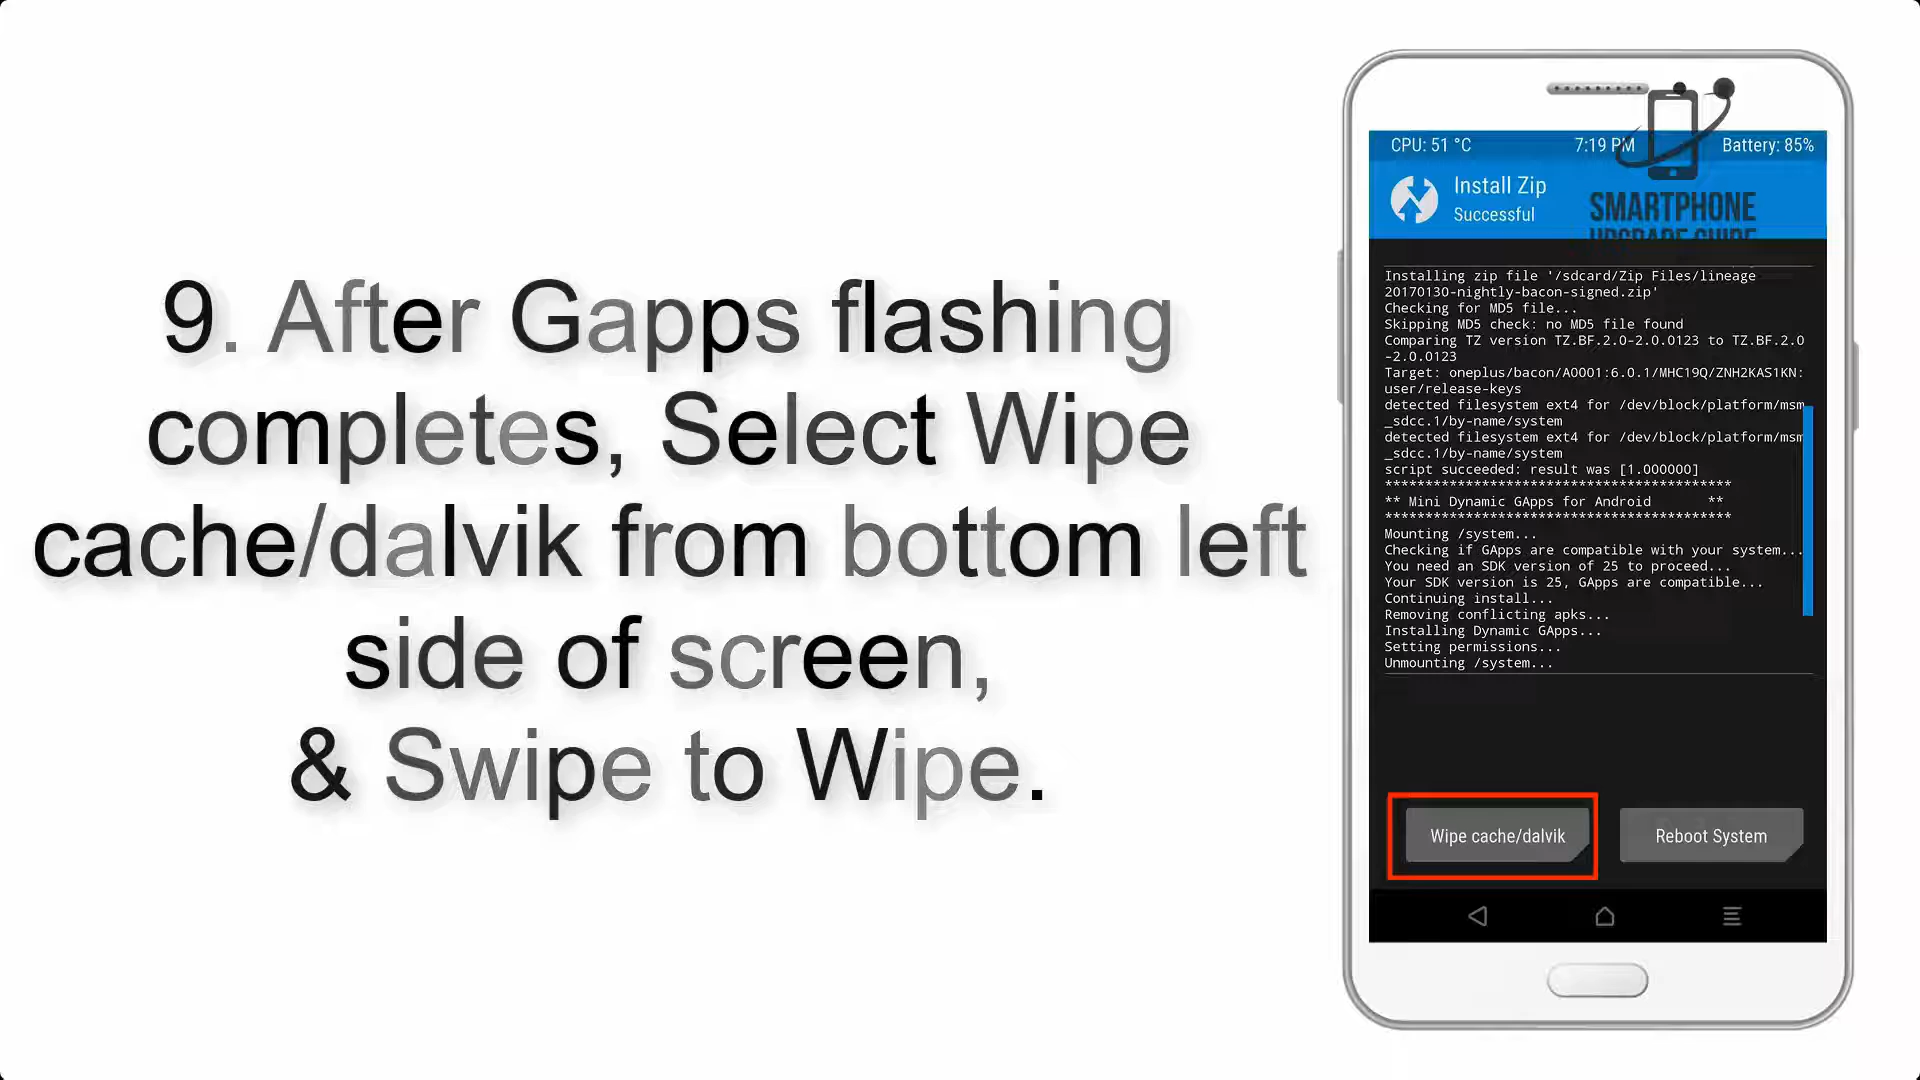 9. After Gapps flashing
completes, Select Wipe
cache/dalvik from bottom left
side of screen,
& Swipe to Wipe.
CPU: 51 °C 7:19 PM Battery: 85%
Install Zip
Successful
SMARTPHONE
UPGRADE GUIDE
Installing zip file '/sdcard/Zip Files/lineage
20170130-nightly-bacon-signed.zip'
Checking for MD5 file...
Skipping MD5 check: no MD5 file found
Comparing TZ version TZ.BF.2.0-2.0.0123 to TZ.BF.2.0
-2.0.0123
Target: oneplus/bacon/A0001:6.0.1/MHC19Q/ZNH2KAS1KN:
user/release-keys
detected filesystem ext4 for /dev/block/platform/msm
_sdcc.1/by-name/system
detected filesystem ext4 for /dev/block/platform/msm
_sdcc.1/by-name/system
script succeeded: result was [1.000000]
*******************************************
** Mini Dynamic GApps for Android       **
*******************************************
Mounting /system...
Checking if GApps are compatible with your system...
You need an SDK version of 25 to proceed...
Your SDK version is 25, GApps are compatible...
Continuing install...
Removing conflicting apks...
Installing Dynamic GApps...
Setting permissions...
Unmounting /system...
Wipe cache/dalvik
Reboot System